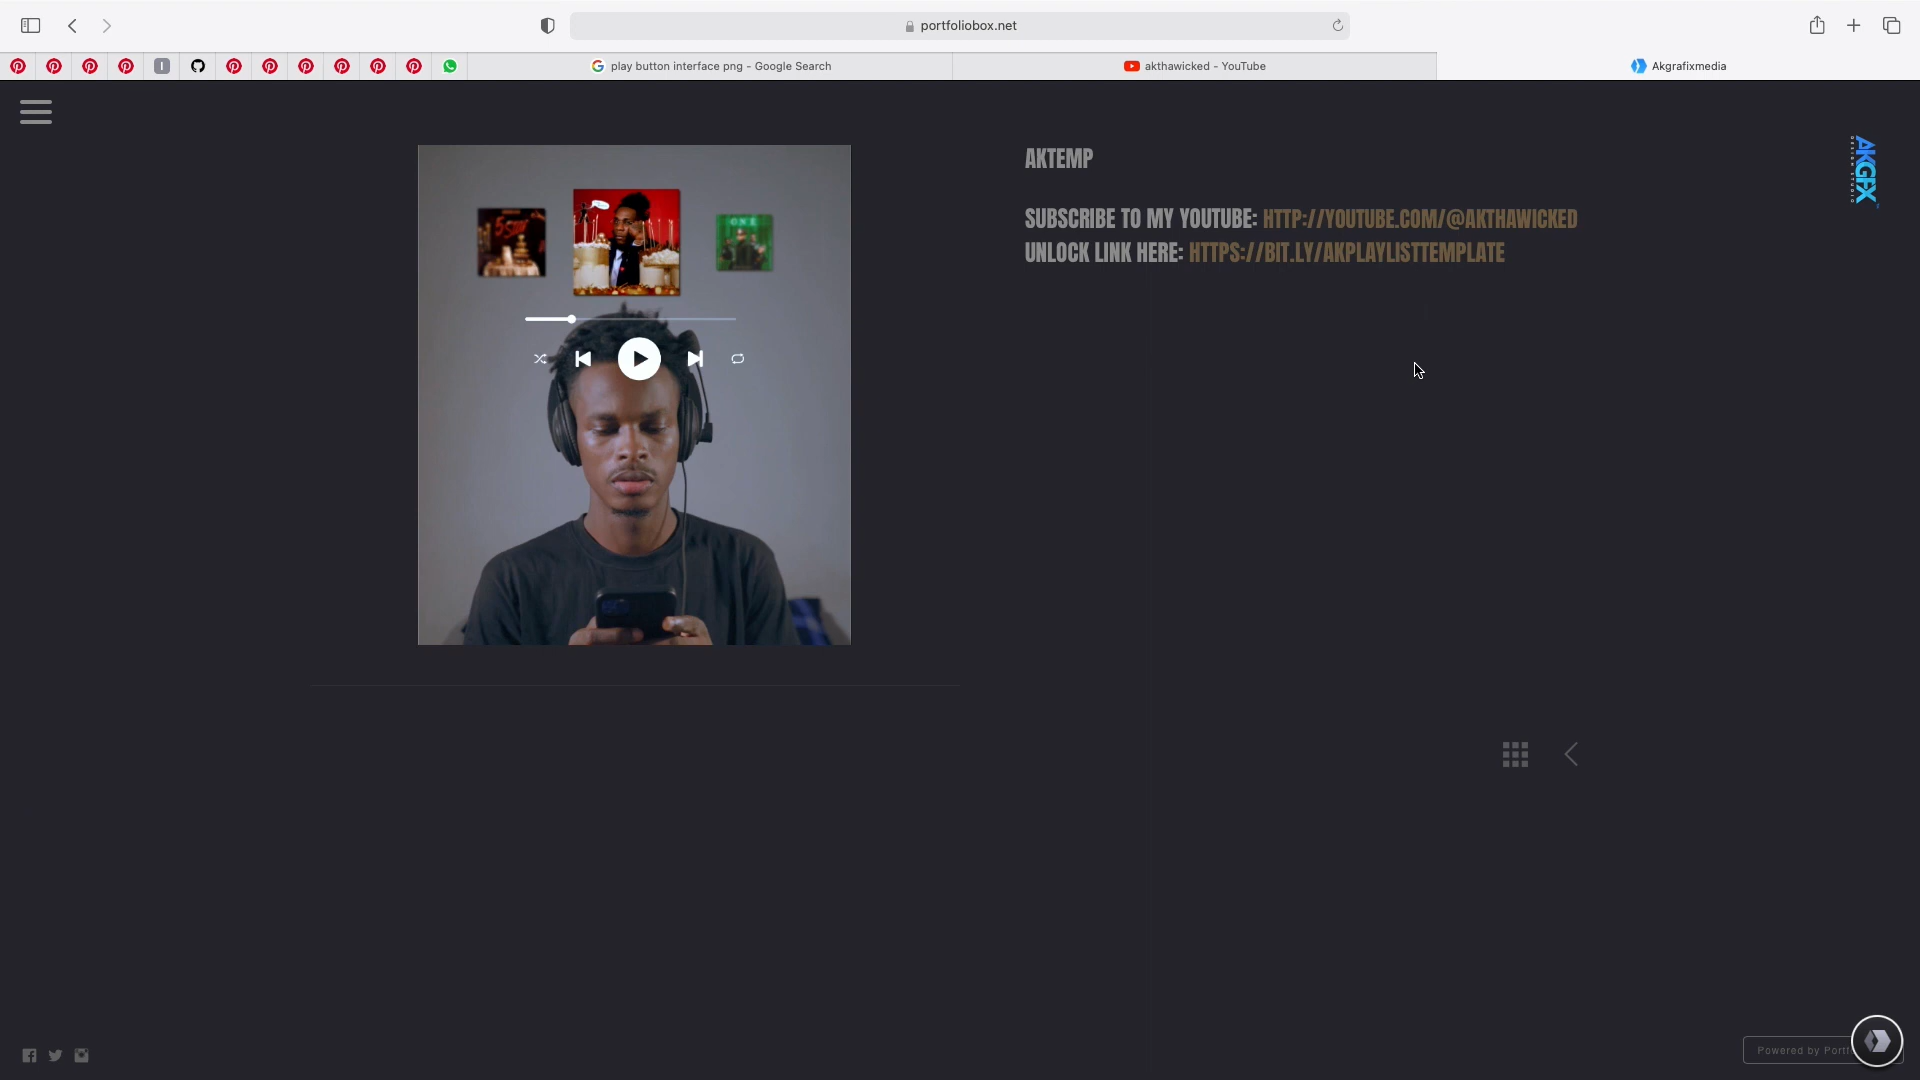 portfoliobox.net
play button interface png - Google Search
akthawicked - YouTube
Akgrafixmedia
AKTEMP
AKGFX
SUBSCRIBE TO MY YOUTUBE: HTTP://YOUTUBE.COM/@AKTHAWICKED
UNLOCK LINK HERE: HTTPS://BIT.LY/AKPLAYLISTTEMPLATE
ONE
Powered by